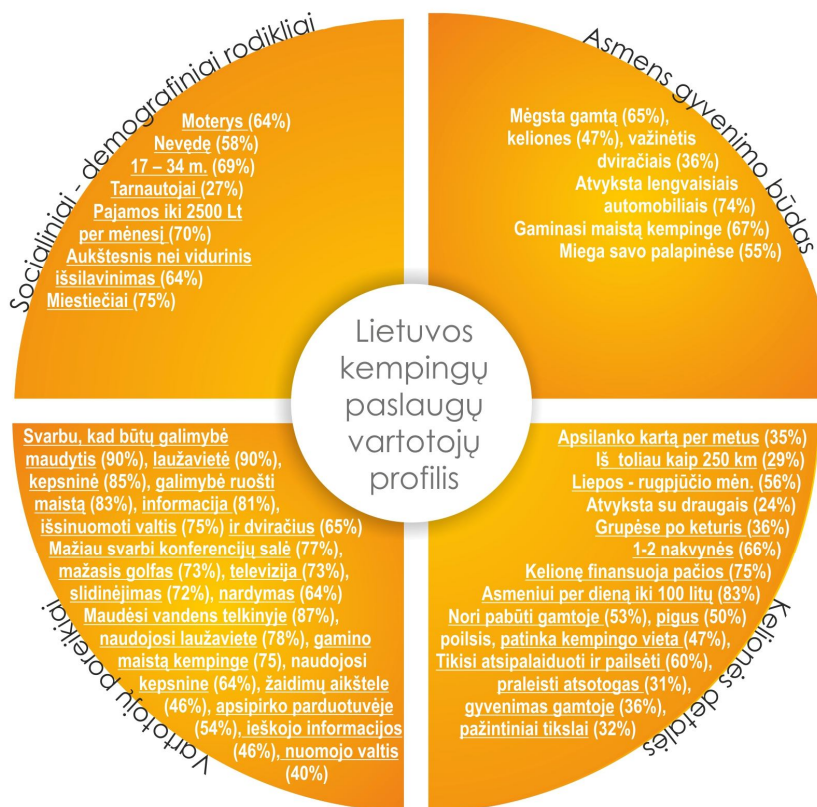 Socialiniai - demografiniai rodikliai
Moterys (64%)
Nevędę (58%)
17 – 34 m. (69%)
Tarnautojai (27%)
Pajamos iki 2500 Lt
per mėnesį (70%)
Aukštesnis nei vidurinis
išsilavinimas (64%)
Miestiečiai (75%)
Asmens gyvenimo būdas
Mėgsta gamtą (65%),
keliones (47%), važinėtis
dviračiais (36%)
Atvyksta lengvaisiais
automobiliais (74%)
Gaminasi maistą kempinge (67%)
Miega savo palapinėse (55%)
Lietuvos
kempingų
paslaugų
vartotojų
profilis
Svarbu, kad būtų galimybė
maudytis (90%), laužavietė (90%),
kepsninė (85%), galimybė ruošti
maistą (83%), informacija (81%),
išsinuomoti valtis (75%) ir dviračius (65%)
Mažiau svarbi konferencijų salė (77%),
mažasis golfas (73%), televizija (73%),
slidinėjimas (72%), nardymas (64%)
Maudėsi vandens telkinyje (87%),
naudojosi laužaviete (78%), gamino
maistą kempinge (75), naudojosi
kepsnine (64%), žaidimų aikštele
(46%), apsipirko parduotuvėje
(54%), ieškojo informacijos
(46%), nuomojo valtis
(40%)
Vartotojų poreikiai
Apsilanko kartą per metus (35%)
Iš toliau kaip 250 km (29%)
Liepos - rugpjūčio mėn. (56%)
Atvyksta su draugais (24%)
Grupėse po keturis (36%)
1-2 nakvynės (66%)
Kelionę finansuoja pačios (75%)
Asmeniui per dieną iki 100 litų (83%)
Nori pabūti gamtoje (53%), pigus (50%)
poilsis, patinka kempingo vieta (47%)
Tikisi atsipalaiduoti ir pailsėti (60%),
praleisti atsotogas (31%),
gyvenimas gamtoje (36%),
pažintiniai tikslai (32%)
Kelionės detalės